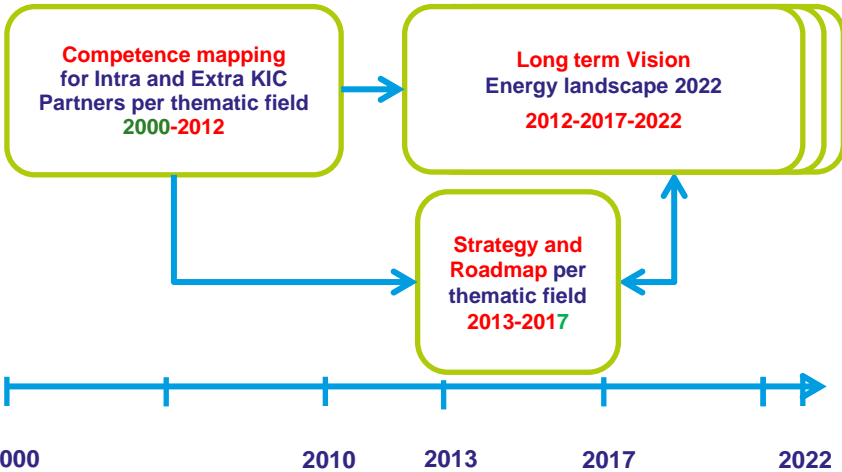 Competence mapping
for Intra and Extra KIC
Partners per thematic field
2000-2012
Long term Vision
Energy landscape 2022
2012-2017-2022
Strategy and
Roadmap per
thematic field
2013-2017
000 2010 2013 2017 2022